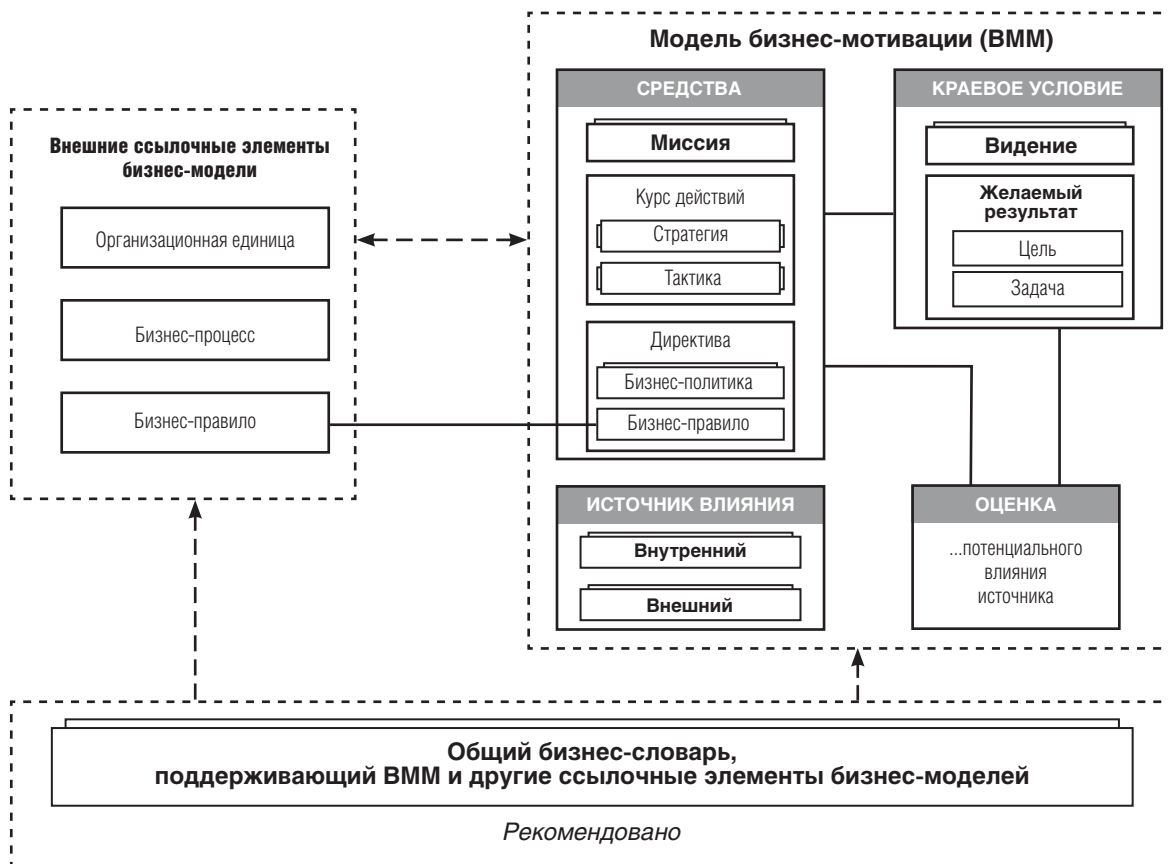 Модель бизнес-мотивации (BMM)
СРЕДСТВА
Миссия
Курс действий
Стратегия
Тактика
Директива
Бизнес-политика
Бизнес-правило
КРАЕВОЕ УСЛОВИЕ
Видение
Желаемый
результат
Цель
Задача
Внешние ссылочные элементы
бизнес-модели
Организационная единица
Бизнес-процесс
Бизнес-правило
ИСТОЧНИК ВЛИЯНИЯ
Внутренний
Внешний
ОЦЕНКА
...потенциального
влияния
источника
Общий бизнес-словарь,
поддерживающий BMM и другие ссылочные элементы бизнес-моделей
Рекомендовано